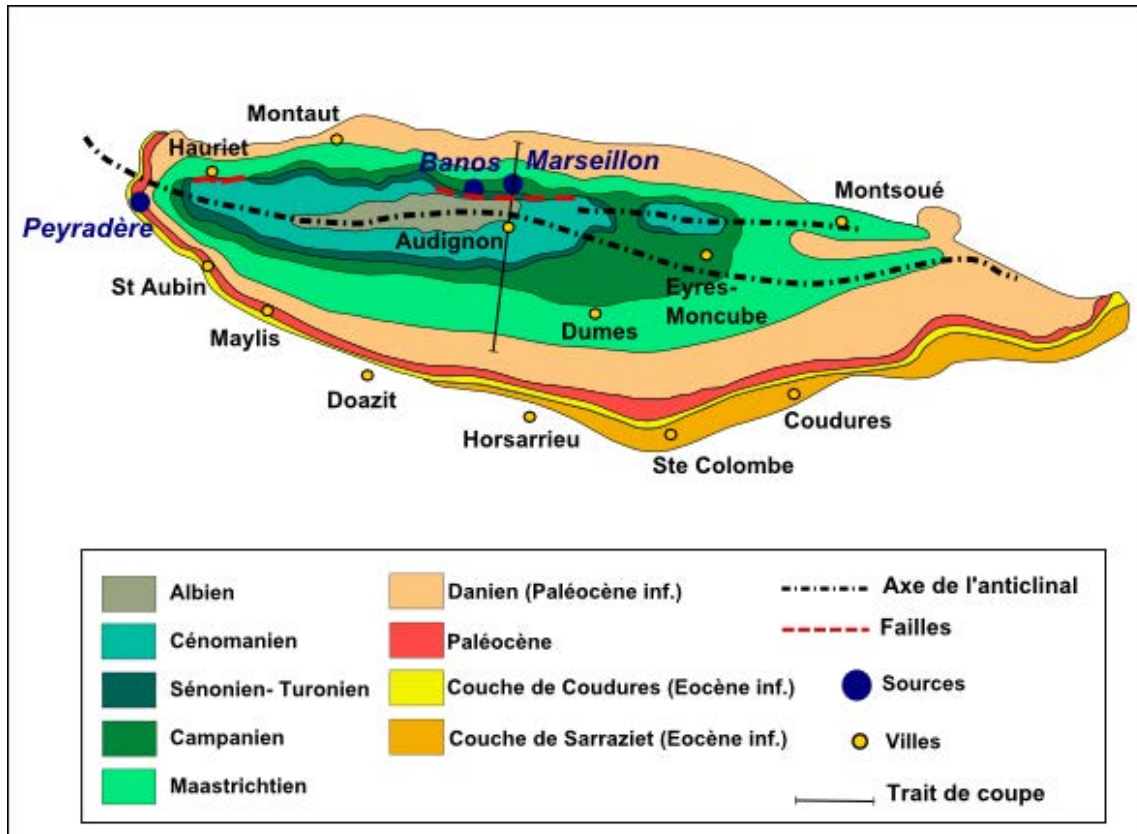 Montaut
Hauriet
Banos
Marseillon
Montsoué
Peyradère
Audignon
St Aubin
Eyres-
Moncube
Maylis
Dumes
Doazit
Coudures
Horsarrieu
Ste Colombe
Albien
Cénomanien
Sénonien- Turonien
Campanien
Maastrichtien
Danien (Paléocène inf.)
Paléocène
Couche de Coudures (Eocène inf.)
Couche de Sarraziet (Eocène inf.)
Axe de l'anticlinal
Failles
Sources
Villes
Trait de coupe